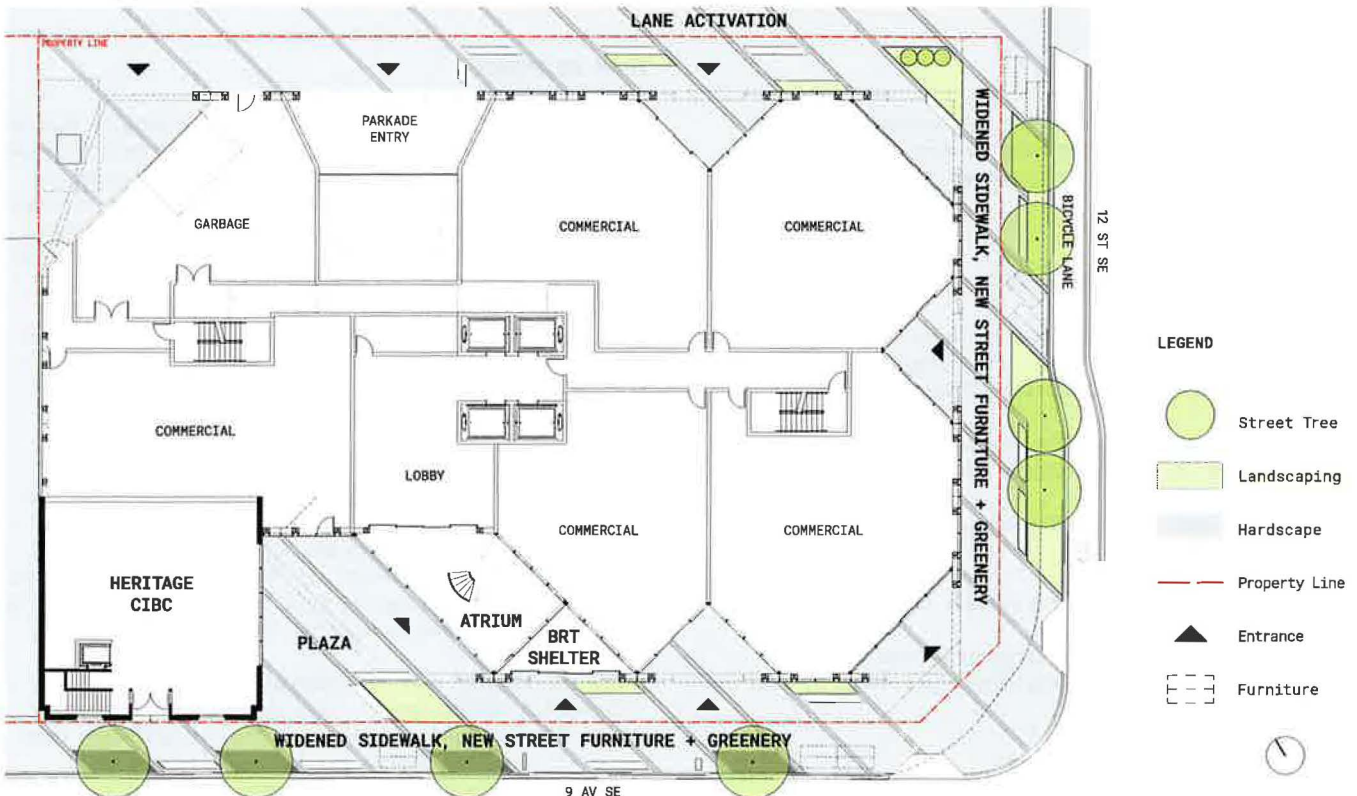 LANE ACTIVATION
PROPERTY LINE
PARKADE
ENTRY
GARBAGE
COMMERCIAL
COMMERCIAL
WIDENED SIDEWALK, NEW STREET FURNITURE + GREENERY
BICYCLE LANE
12 ST SE
COMMERCIAL
LOBBY
COMMERCIAL
COMMERCIAL
HERITAGE
CIBC
PLAZA
ATRIUM
BRT
SHELTER
WIDENED SIDEWALK, NEW STREET FURNITURE + GREENERY
9 AV SE
LEGEND
Street Tree
Landscaping
Hardscape
Property Line
Entrance
Furniture